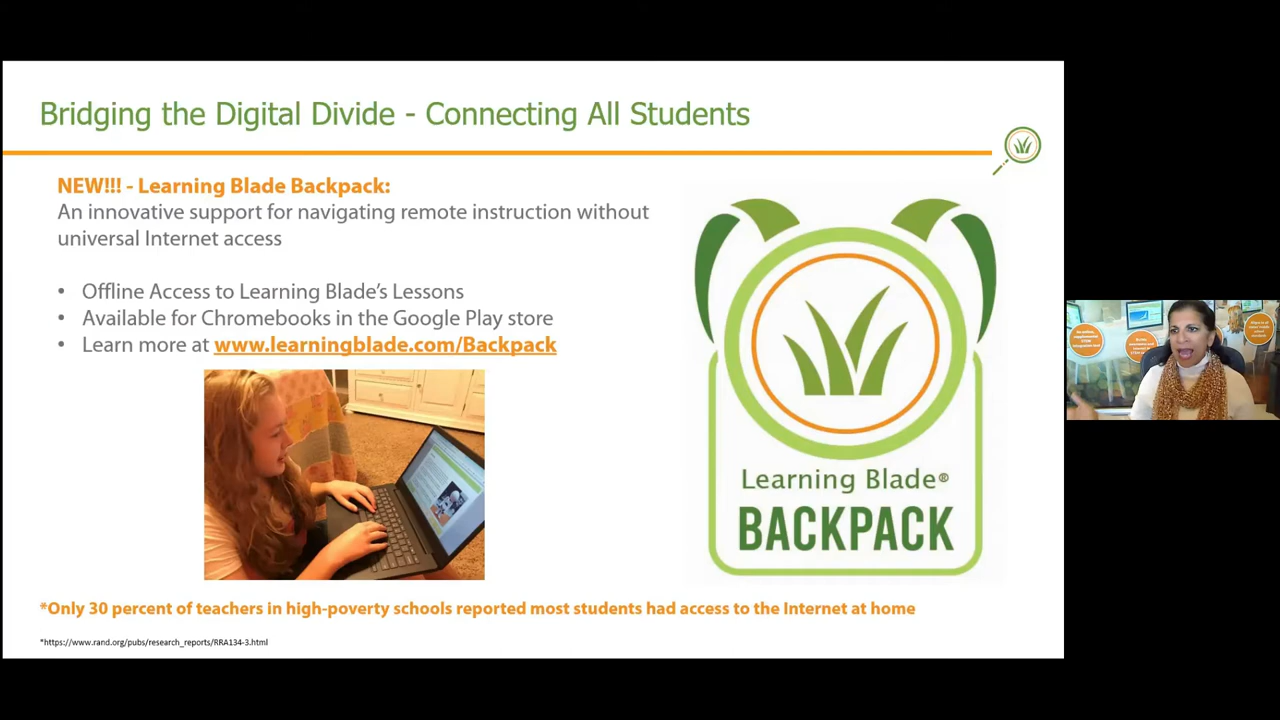 Bridging the Digital Divide - Connecting All Students
NEW!!! - Learning Blade Backpack:
An innovative support for navigating remote instruction without
universal Internet access
• Offline Access to Learning Blade's Lessons
• Available for Chromebooks in the Google Play store
• Learn more at www.learningblade.com/Backpack
Learning Blade®
BACKPACK
*Only 30 percent of teachers in high-poverty schools reported most students had access to the Internet at home
*https://www.rand.org/pubs/research_reports/RRA134-3.html